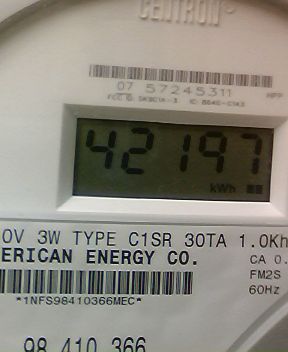 CENTRON
07 57245311
42197
kWh
0V 3W TYPE C1SR 30TA 1.0Kh
ERICAN ENERGY CO.
CA 0.
FM2S
60Hz
*1NFS98410366MEC*
98 410 366